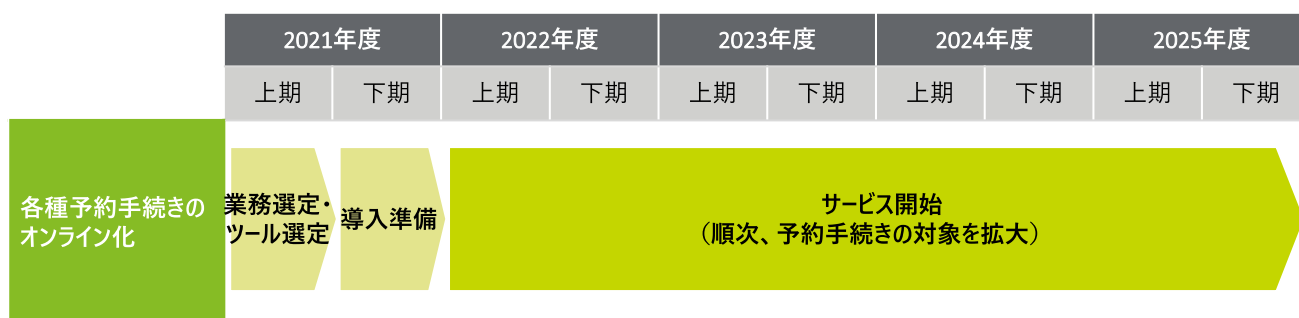 2021年度 2022年度 2023年度 2024年度 2025年度
上期 下期 上期 下期 上期 下期 上期 下期 上期 下期
各種予約手続きの
オンライン化
業務選定・
ツール選定
導入準備
サービス開始
（順次、予約手続きの対象を拡大）